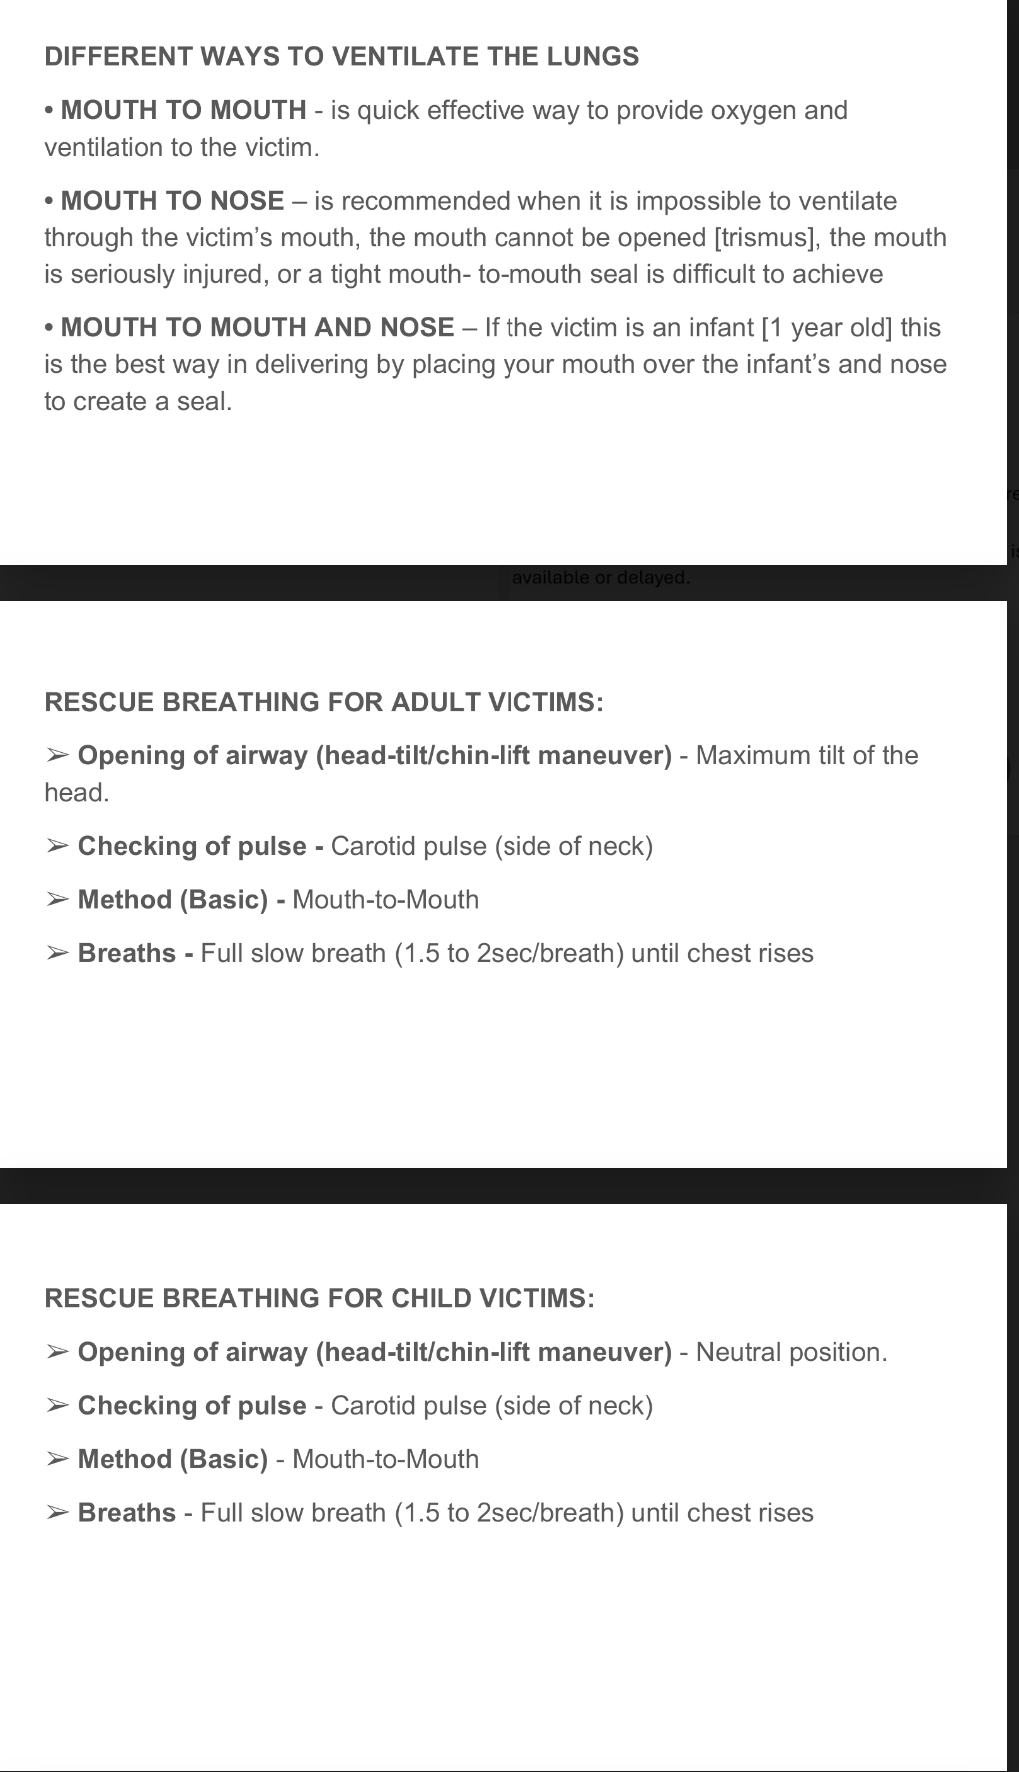 DIFFERENT WAYS TO VENTILATE THE LUNGS
• MOUTH TO MOUTH - is quick effective way to provide oxygen and
ventilation to the victim.
• MOUTH TO NOSE – is recommended when it is impossible to ventilate
through the victim’s mouth, the mouth cannot be opened [trismus], the mouth
is seriously injured, or a tight mouth- to-mouth seal is difficult to achieve
• MOUTH TO MOUTH AND NOSE – If the victim is an infant [1 year old] this
is the best way in delivering by placing your mouth over the infant’s and nose
to create a seal.
available or delayed.
RESCUE BREATHING FOR ADULT VICTIMS:
➢ Opening of airway (head-tilt/chin-lift maneuver) - Maximum tilt of the
head.
➢ Checking of pulse - Carotid pulse (side of neck)
➢ Method (Basic) - Mouth-to-Mouth
➢ Breaths - Full slow breath (1.5 to 2sec/breath) until chest rises
RESCUE BREATHING FOR CHILD VICTIMS:
➢ Opening of airway (head-tilt/chin-lift maneuver) - Neutral position.
➢ Checking of pulse - Carotid pulse (side of neck)
➢ Method (Basic) - Mouth-to-Mouth
➢ Breaths - Full slow breath (1.5 to 2sec/breath) until chest rises